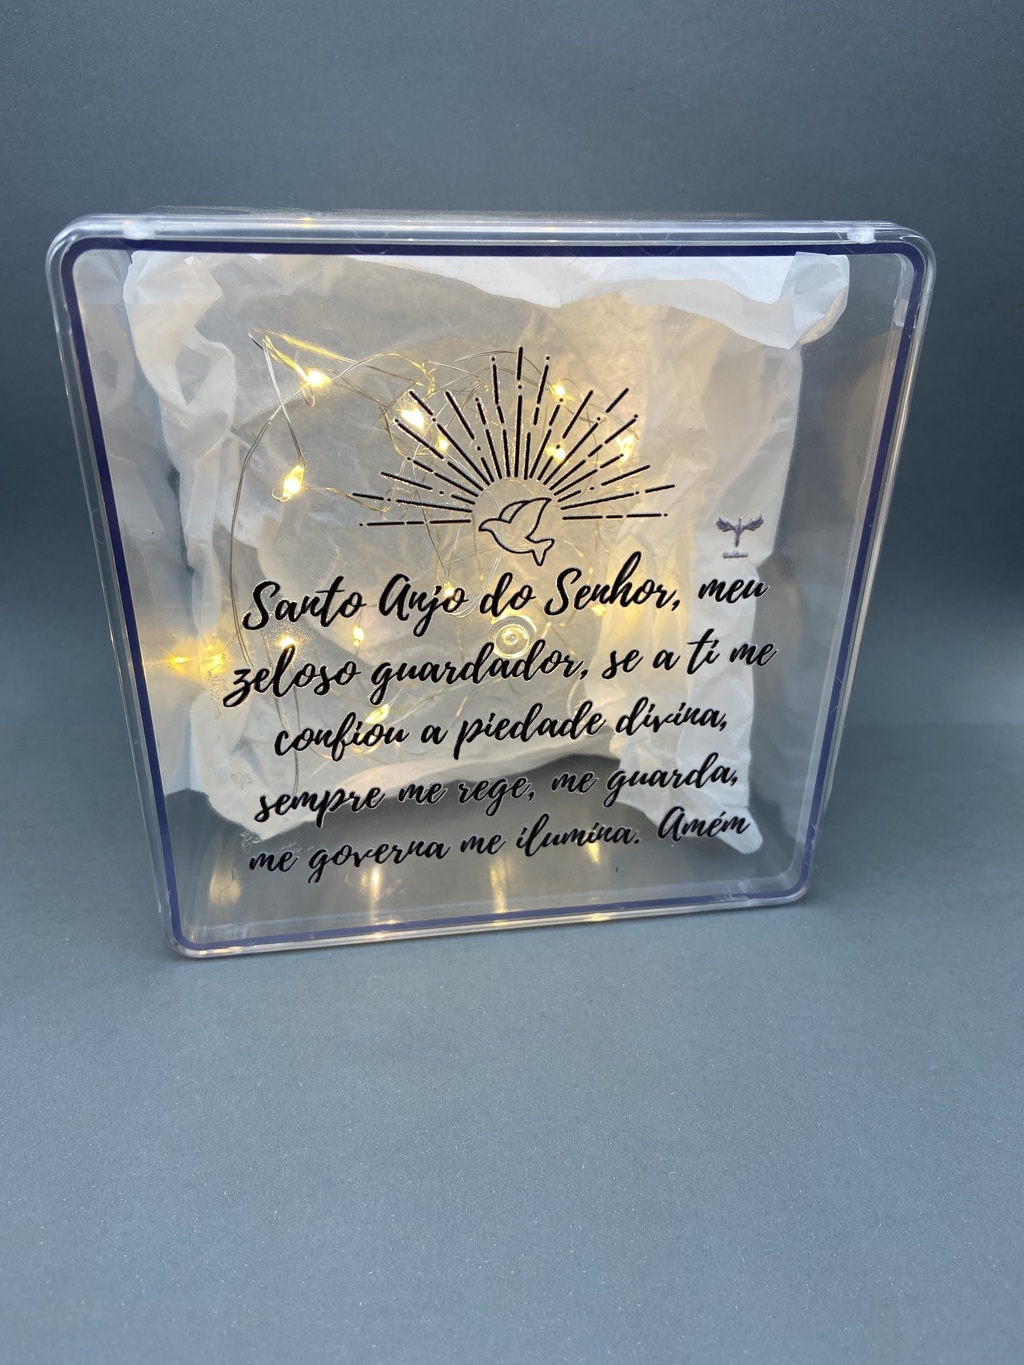 Santo Anjo do Senhor, meu
zeloso guardador, se a ti me
confiou a piedade divina,
sempre me rege, me guarda,
me governa me ilumina. Amém